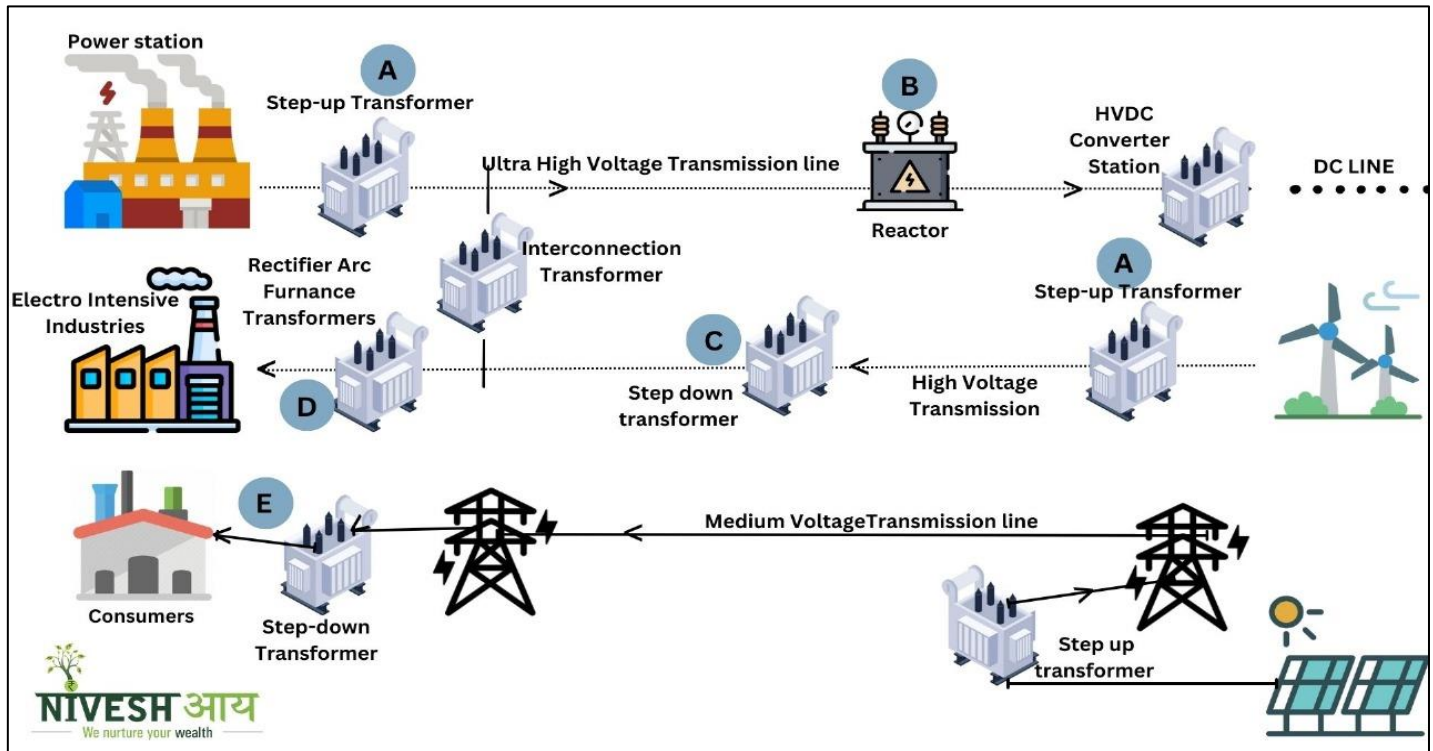 Power station
A
Step-up Transformer
B
HVDC
Converter
Station
Ultra High Voltage Transmission line
DC LINE
Reactor
Interconnection
Transformer
Rectifier Arc
Furnance
Transformers
Electro Intensive
Industries
A
Step-up Transformer
C
Step down
transformer
High Voltage
Transmission
D
E
Medium VoltageTransmission line
Consumers
Step-down
Transformer
Step up
transformer
₹
NIVESH आय
We nurture your wealth